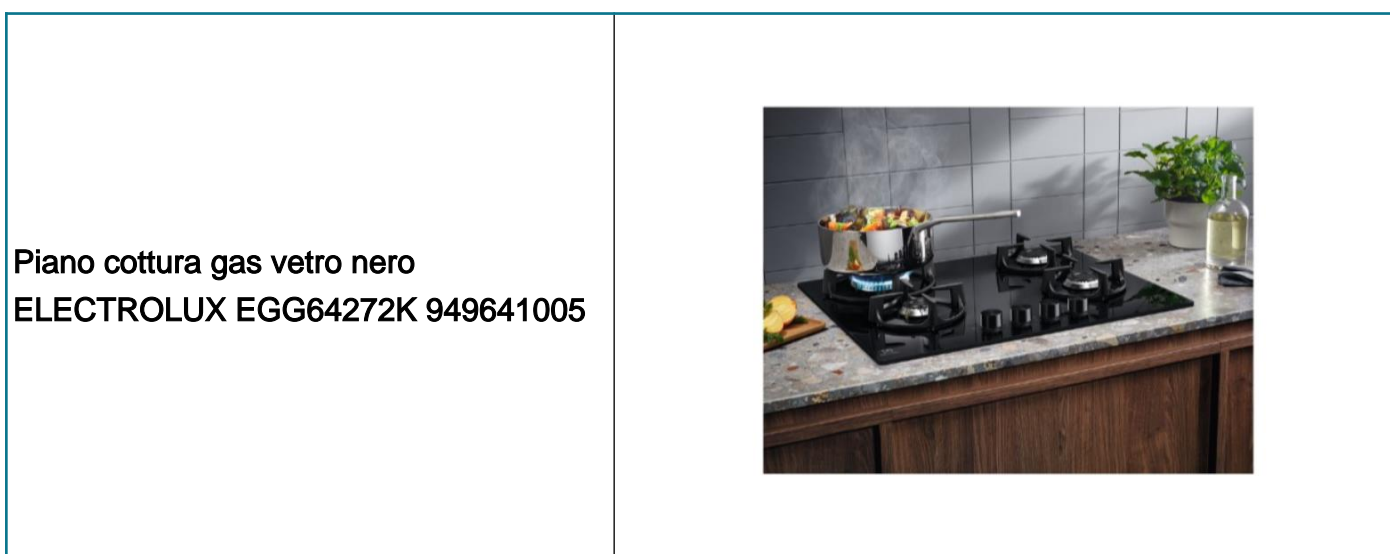 Piano cottura gas vetro nero
ELECTROLUX EGG64272K 949641005